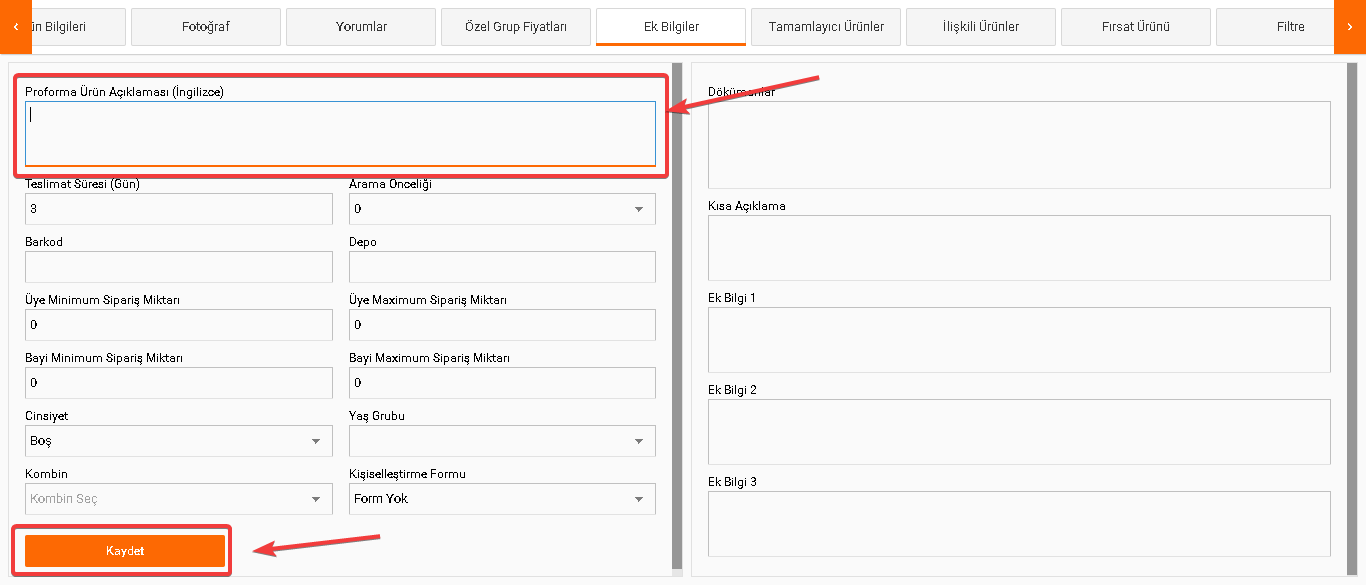 ün Bilgileri
Fotoğraf
Yorumlar
Özel Grup Fiyatları
Ek Bilgiler
Tamamlayıcı Ürünler
İlişkili Ürünler
Fırsat Ürünü
Filtre
Proforma Ürün Açıklaması (İngilizce)
Teslimat Süresi (Gün)
Arama Önceliği
3
0
Barkod
Depo
Üye Minimum Sipariş Miktarı
Üye Maximum Sipariş Miktarı
0
0
Bayi Minimum Sipariş Miktarı
Bayi Maximum Sipariş Miktarı
0
0
Cinsiyet
Yaş Grubu
Boş
Kombin
Kişiselleştirme Formu
Kombin Seç
Form Yok
Kaydet
Dökümanlar
Kısa Açıklama
Ek Bilgi 1
Ek Bilgi 2
Ek Bilgi 3